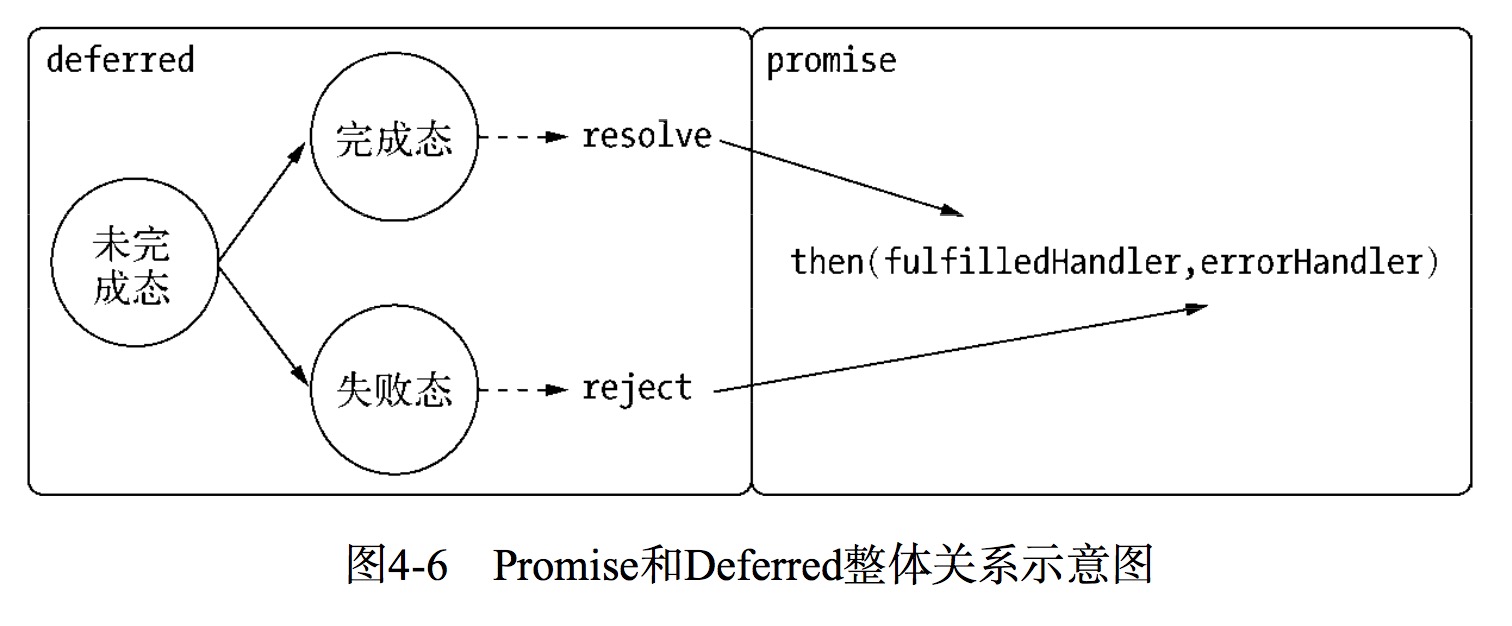 deferred
promise
完成态
resolve
未完
成态
then(fulfilledHandler,errorHandler)
失败态
reject
图4-6 Promise和Deferred整体关系示意图